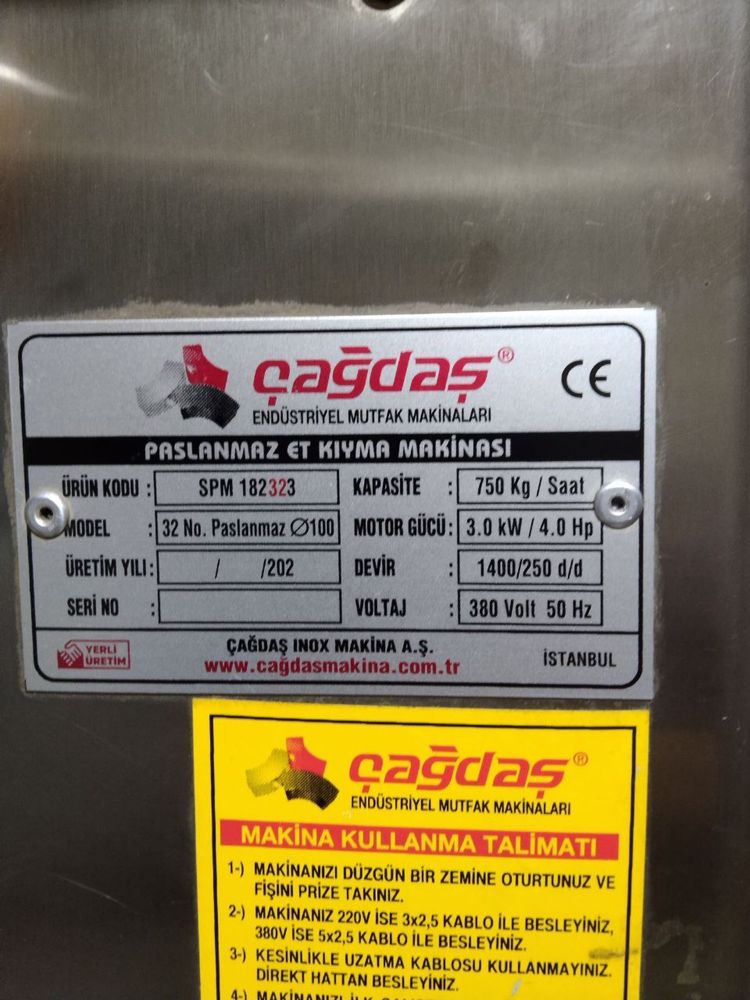 çağdaş®
CE
ENDÜSTRİYEL MUTFAK MAKİNALARI
PASLANMAZ ET KIYMA MAKİNASI
ÜRÜN KODU : SPM 182323 KAPASİTE : 750 Kg / Saat
MODEL : 32 No. Paslanmaz Ø100 MOTOR GÜCÜ : 3.0 kW / 4.0 Hp
ÜRETİM YILI : / /202 DEVİR : 1400/250 d/d
SERİ NO : VOLTAJ : 380 Volt 50 Hz
YERLİ
ÜRETİM
ÇAĞDAŞ INOX MAKİNA A.Ş.
www.cağdasmakina.com.tr
İSTANBUL
çağdaş®
ENDÜSTRİYEL MUTFAK MAKİNALARI
MAKİNA KULLANMA TALİMATI
1-) MAKİNANIZI DÜZGÜN BİR ZEMİNE OTURTUNUZ VE
FİŞİNİ PRİZE TAKINIZ.
2-) MAKİNANIZ 220V İSE 3x2,5 KABLO İLE BESLEYİNİZ,
380V İSE 5x2,5 KABLO İLE BESLEYİNİZ.
3-) KESİNLİKLE UZATMA KABLOSU KULLANMAYINIZ.
DİREKT HATTAN BESLEYİNİZ.
4-) MAKİNANIZI İLK